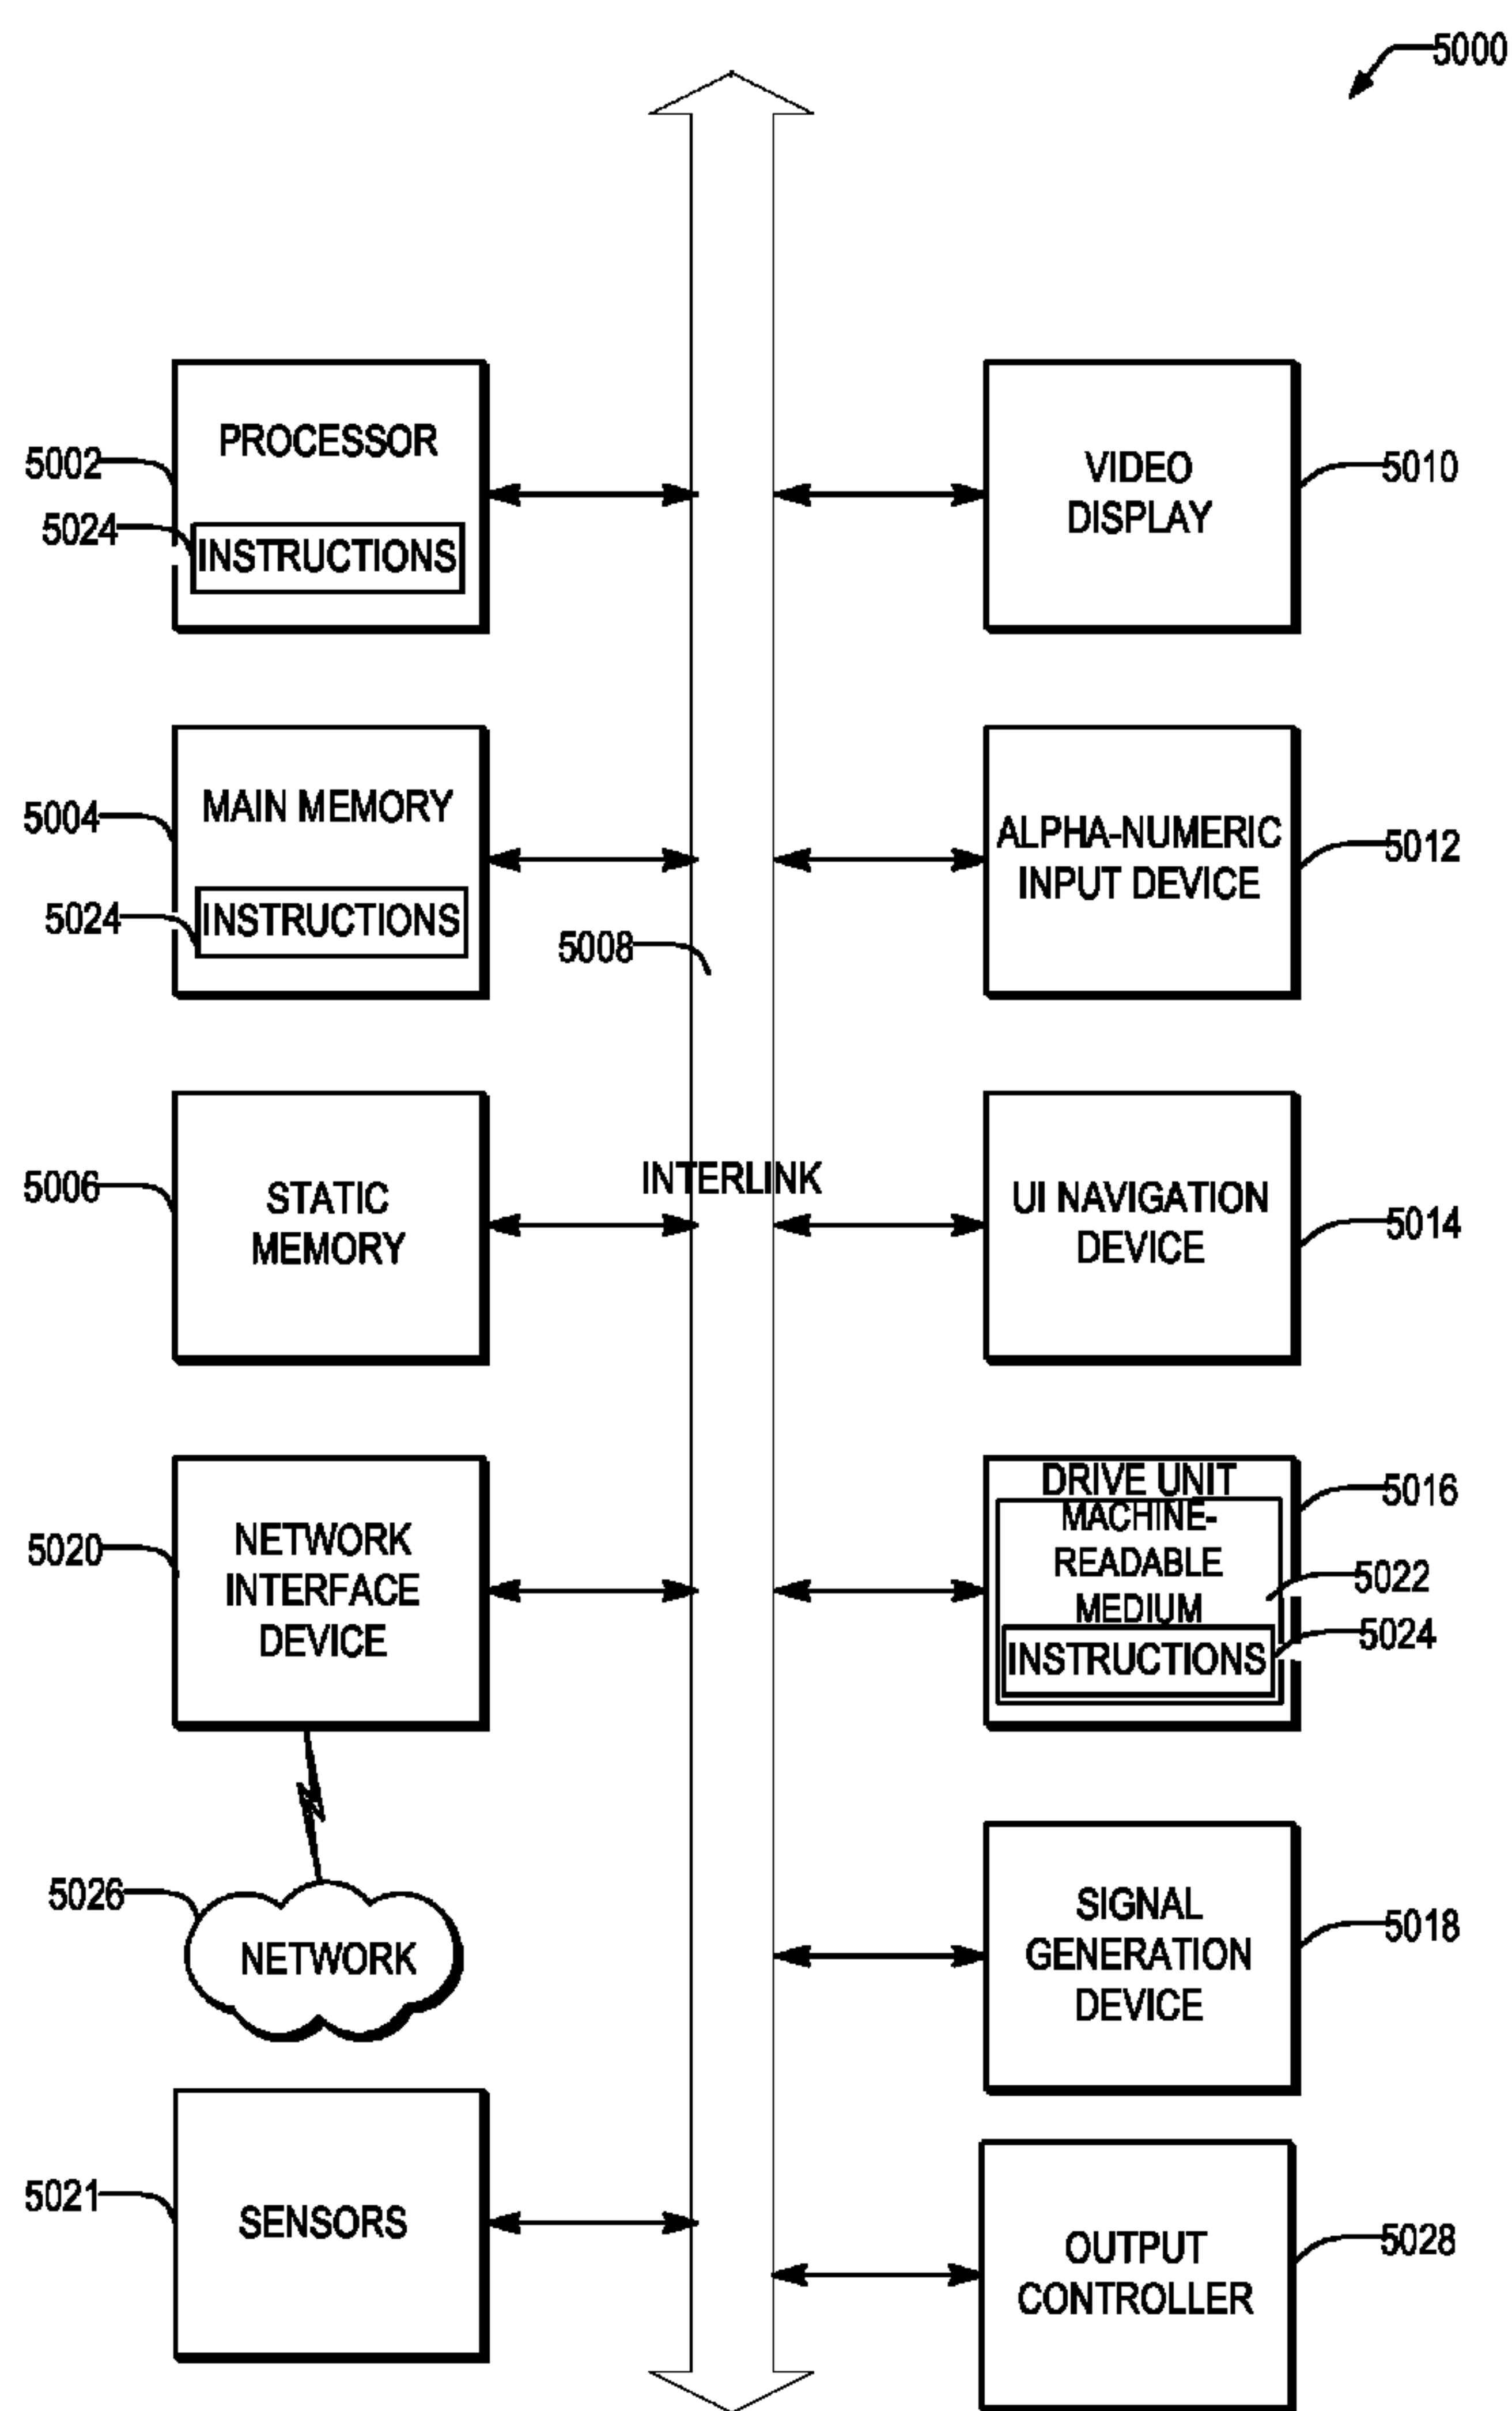 5000
PROCESSOR
5002
5024
INSTRUCTIONS
VIDEO
DISPLAY
5010
MAIN MEMORY
5004
5024
INSTRUCTIONS
5008
ALPHA-NUMERIC
INPUT DEVICE
5012
INTERLINK
5006
STATIC
MEMORY
UI NAVIGATION
DEVICE
5014
5020
NETWORK
INTERFACE
DEVICE
DRIVE UNIT
5016
MACHINE-
READABLE
MEDIUM
5022
INSTRUCTIONS
5024
5026
NETWORK
SIGNAL
GENERATION
DEVICE
5018
5021
SENSORS
OUTPUT
CONTROLLER
5028